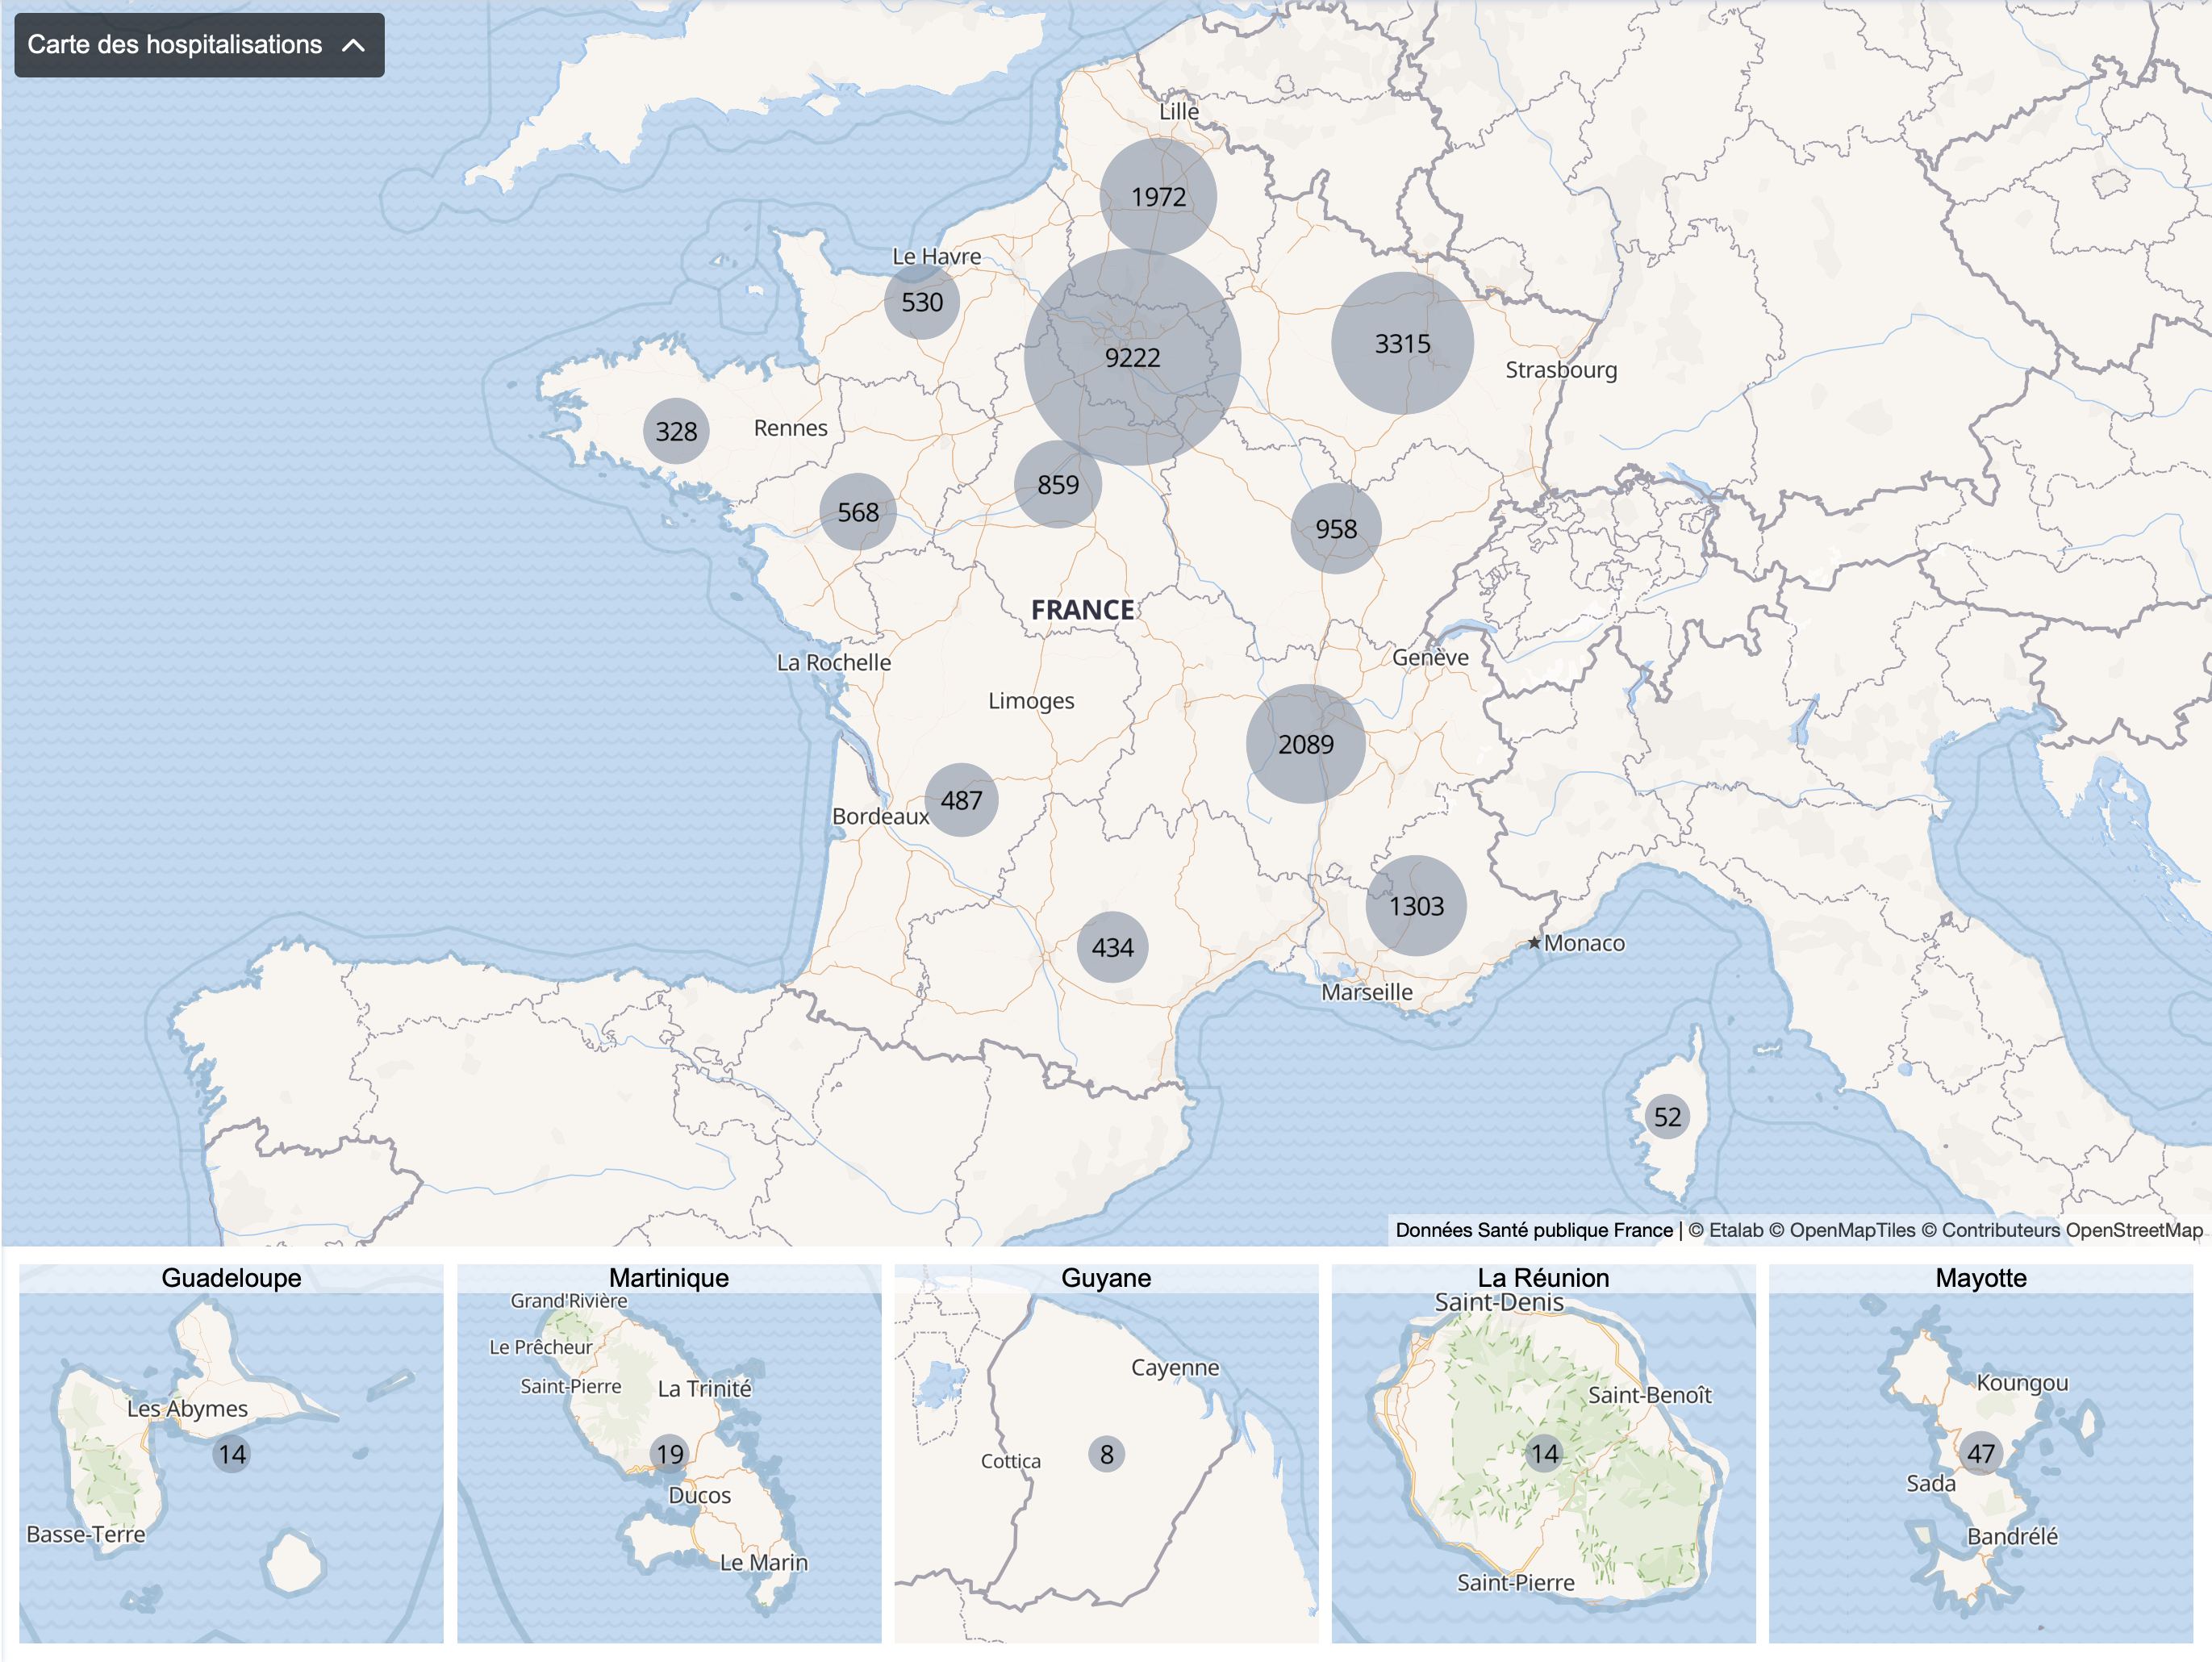 Carte des hospitalisations
Lille
1972
Le Havre
530
9222
3315
Strasbourg
328
Rennes
859
568
958
FRANCE
La Rochelle
Genève
Limoges
2089
487
Bordeaux
1303
434
Monaco
Marseille
52
Données Santé publique France | © Etalab © OpenMapTiles © Contributeurs OpenStreetMap
Guadeloupe
Les Abymes
14
Basse-Terre
Martinique
Grand'Rivière
Le Prêcheur
Saint-Pierre
La Trinité
19
Ducos
Le Marin
Guyane
Cayenne
8
Cottica
La Réunion
Saint-Denis
Saint-Benoît
14
Saint-Pierre
Mayotte
Koungou
47
Sada
Bandrélé